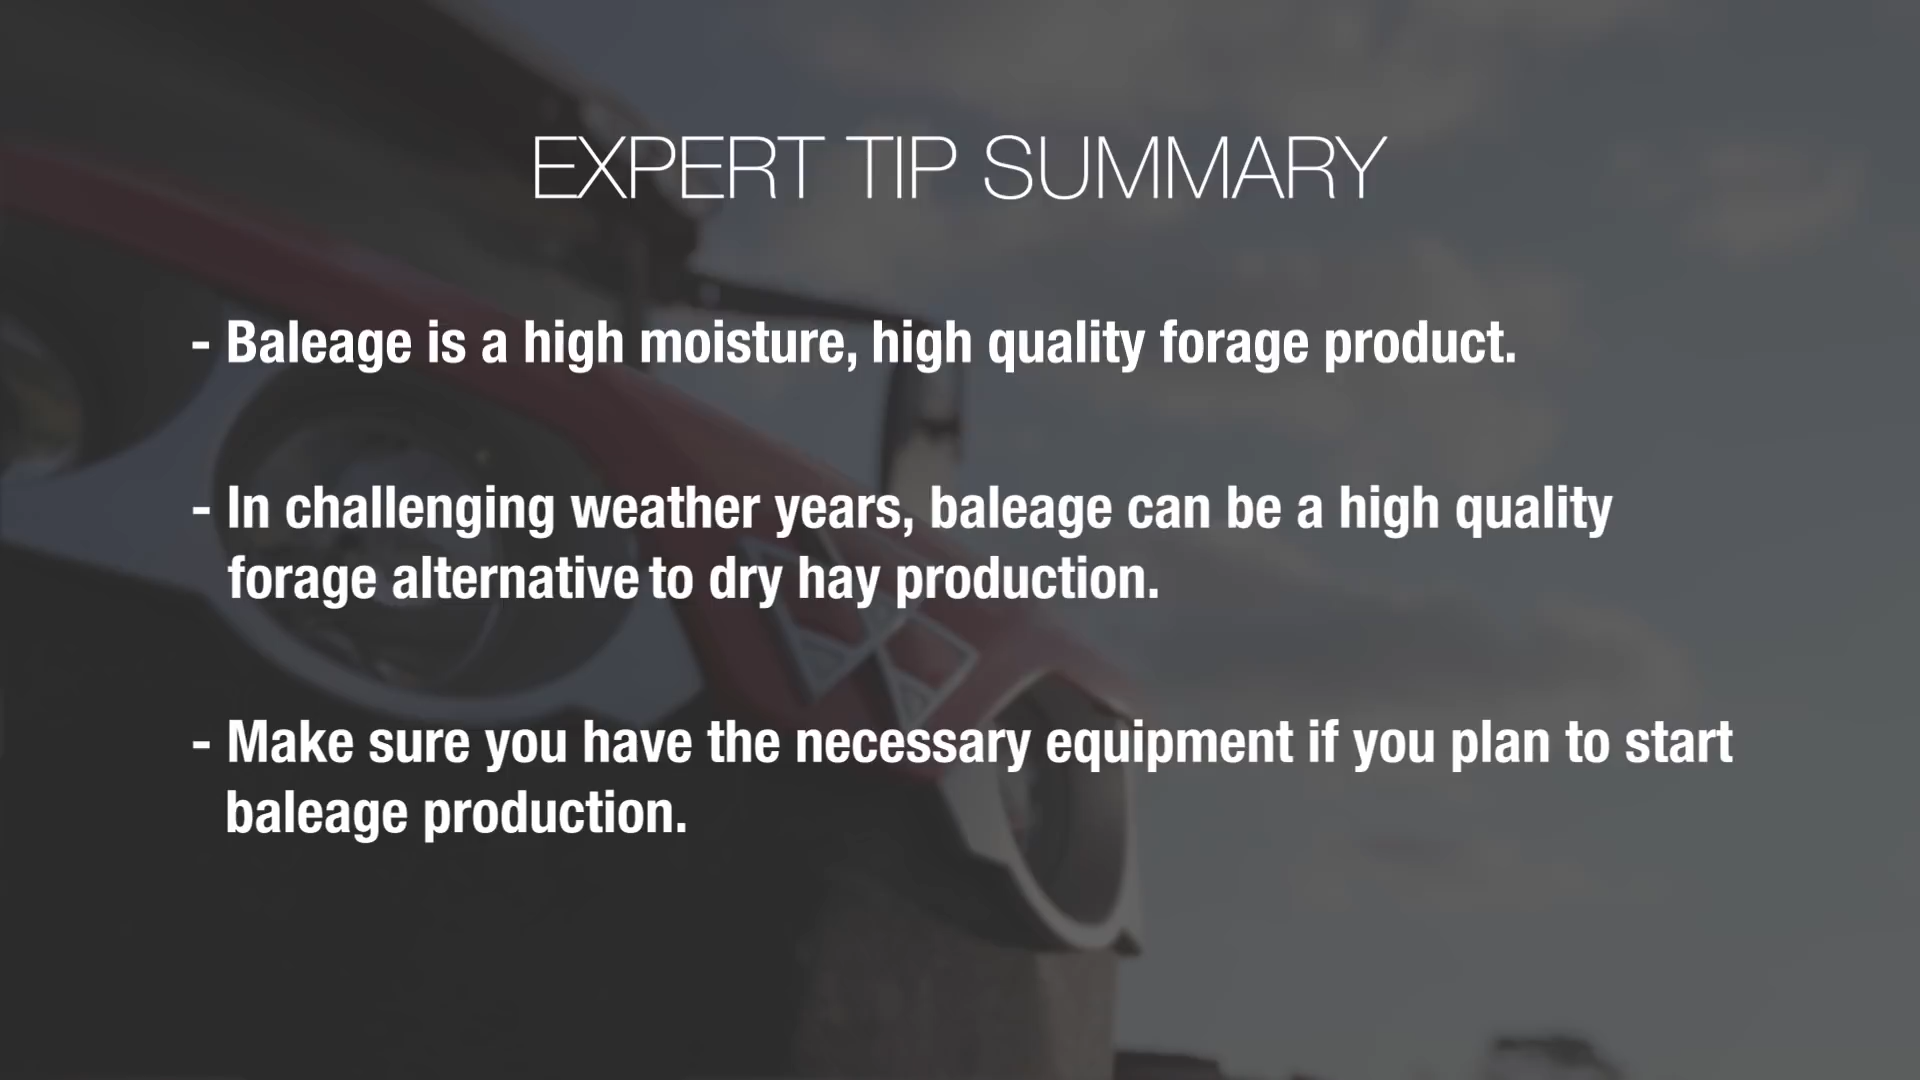 EXPERT TIP SUMMARY
- Baleage is a high moisture, high quality forage product.
- In challenging weather years, baleage can be a high quality
forage alternative to dry hay production.
- Make sure you have the necessary equipment if you plan to start
baleage production.